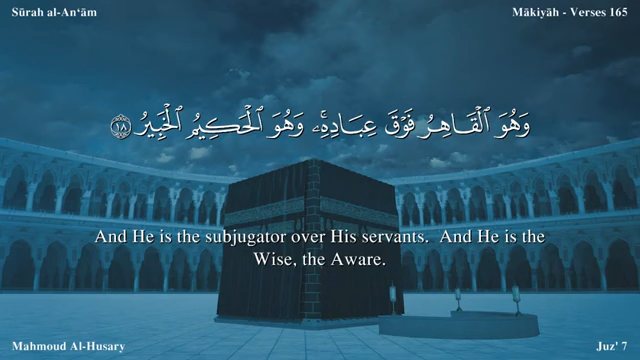 Sūrah al-An‘ām
Mākiyāh - Verses 165
وَهُوَ ٱلْقَاهِرُ فَوْقَ عِبَادِهِۦۚ وَهُوَ ٱلْحَكِيمُ ٱلْخَبِيرُ ١٨
And He is the subjugator over His servants. And He is the
Wise, the Aware.
Mahmoud Al-Husary
Juz' 7